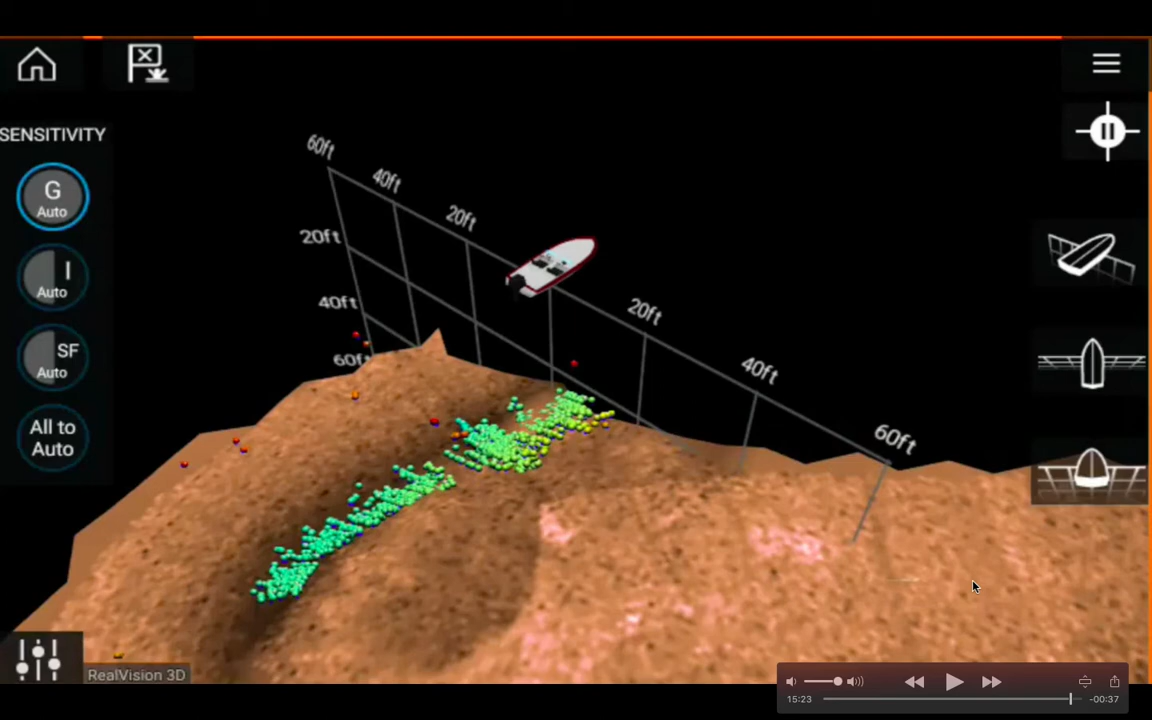 SENSITIVITY
G
Auto
I
Auto
SF
Auto
All to
Auto
60ft
40ft
20ft
20ft
40ft
60ft
20ft
40ft
60ft
RealVision 3D
15:23
-00:37